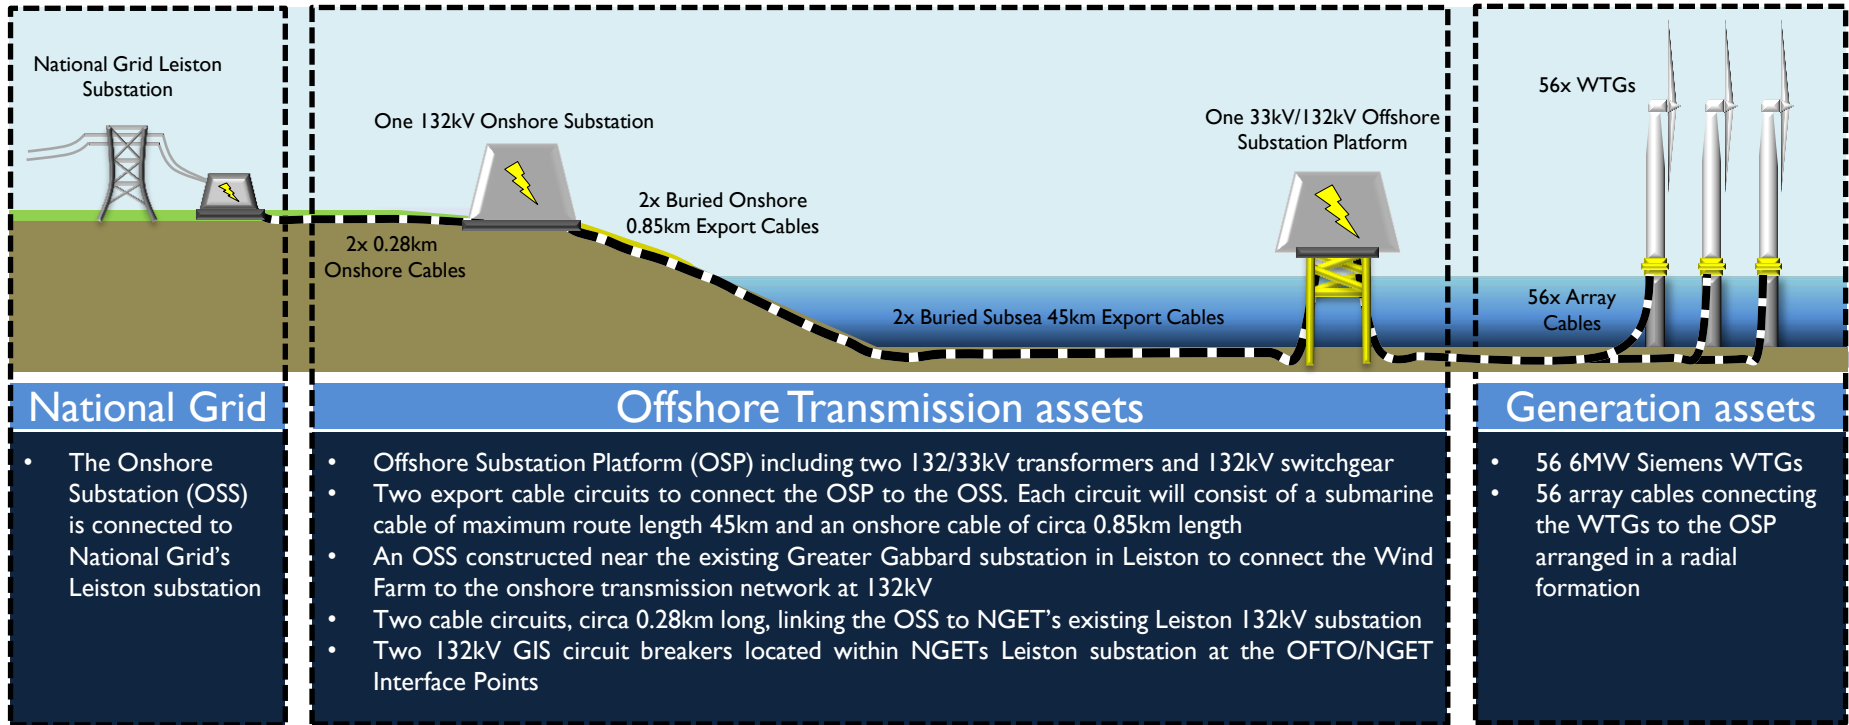 National Grid Leiston
Substation
One 132kV Onshore Substation
2x 0.28km
Onshore Cables
2x Buried Onshore
0.85km Export Cables
2x Buried Subsea 45km Export Cables
One 33kV/132kV Offshore
Substation Platform
56x WTGs
56x Array
Cables
National Grid
• The Onshore
Substation (OSS)
is connected to
National Grid's
Leiston substation
Offshore Transmission assets
• Offshore Substation Platform (OSP) including two 132/33kV transformers and 132kV switchgear
• Two export cable circuits to connect the OSP to the OSS. Each circuit will consist of a submarine
cable of maximum route length 45km and an onshore cable of circa 0.85km length
• An OSS constructed near the existing Greater Gabbard substation in Leiston to connect the Wind
Farm to the onshore transmission network at 132kV
• Two cable circuits, circa 0.28km long, linking the OSS to NGET's existing Leiston 132kV substation
• Two 132kV GIS circuit breakers located within NGETs Leiston substation at the OFTO/NGET
Interface Points
Generation assets
• 56 6MW Siemens WTGs
• 56 array cables connecting
the WTGs to the OSP
arranged in a radial
formation